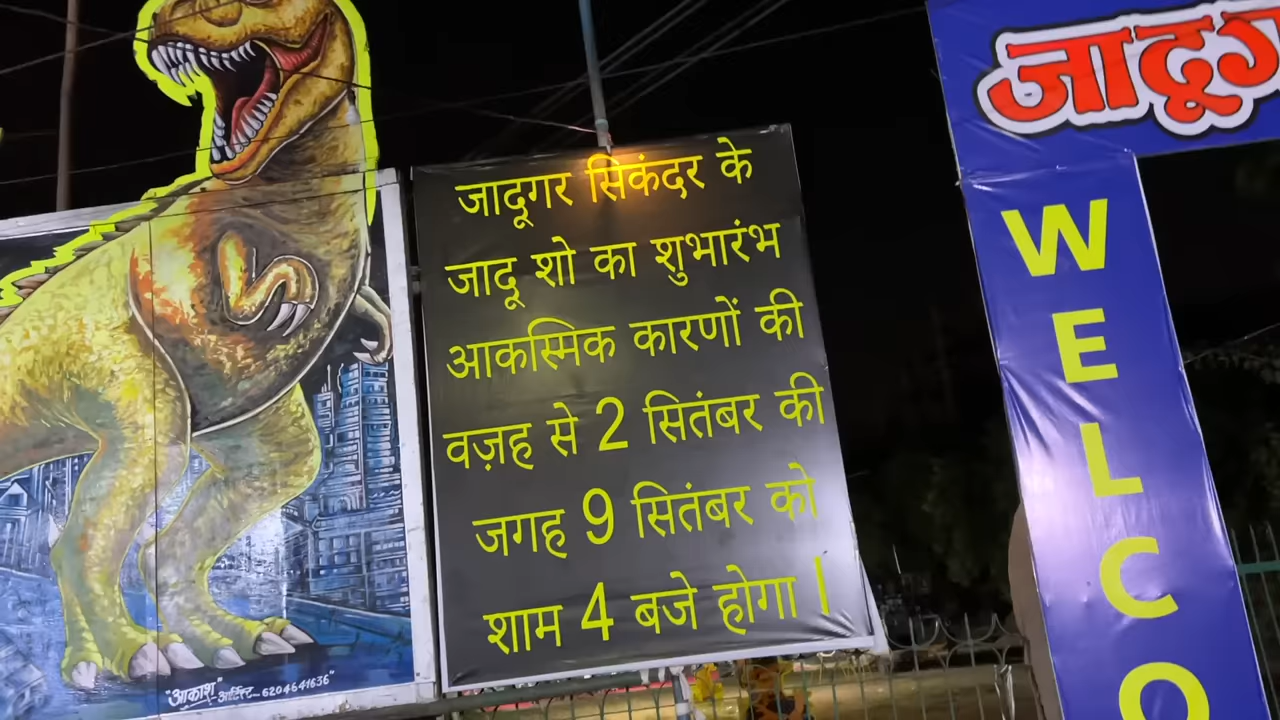 जादूगर सिकंदर के
जादू शो का शुभारंभ
आकस्मिक कारणों की
वज़ह से 2 सितंबर की
जगह 9 सितंबर को
शाम 4 बजे होगा |
"आकाश" आर्टिस्ट- 6204641636"
जादूग
WELCO